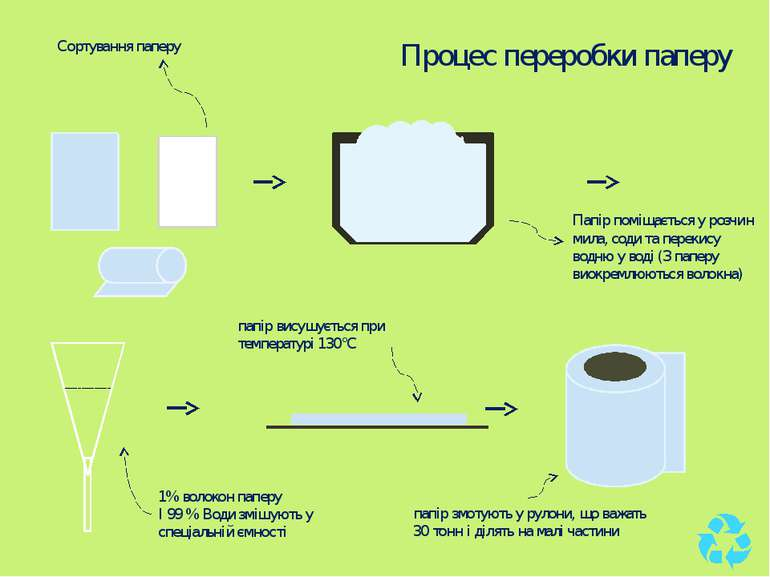 Процес переробки паперу
Сортування паперу
Папір поміщається у розчин
мила, соди та перекису
водню у воді (З паперу
виокремлюються волокна)
1% волокон паперу
І 99 % Води змішують у
спеціальній ємності
папір висушується при
температурі 130°С
папір змотують у рулони, що важать
30 тонн і ділять на малі частини